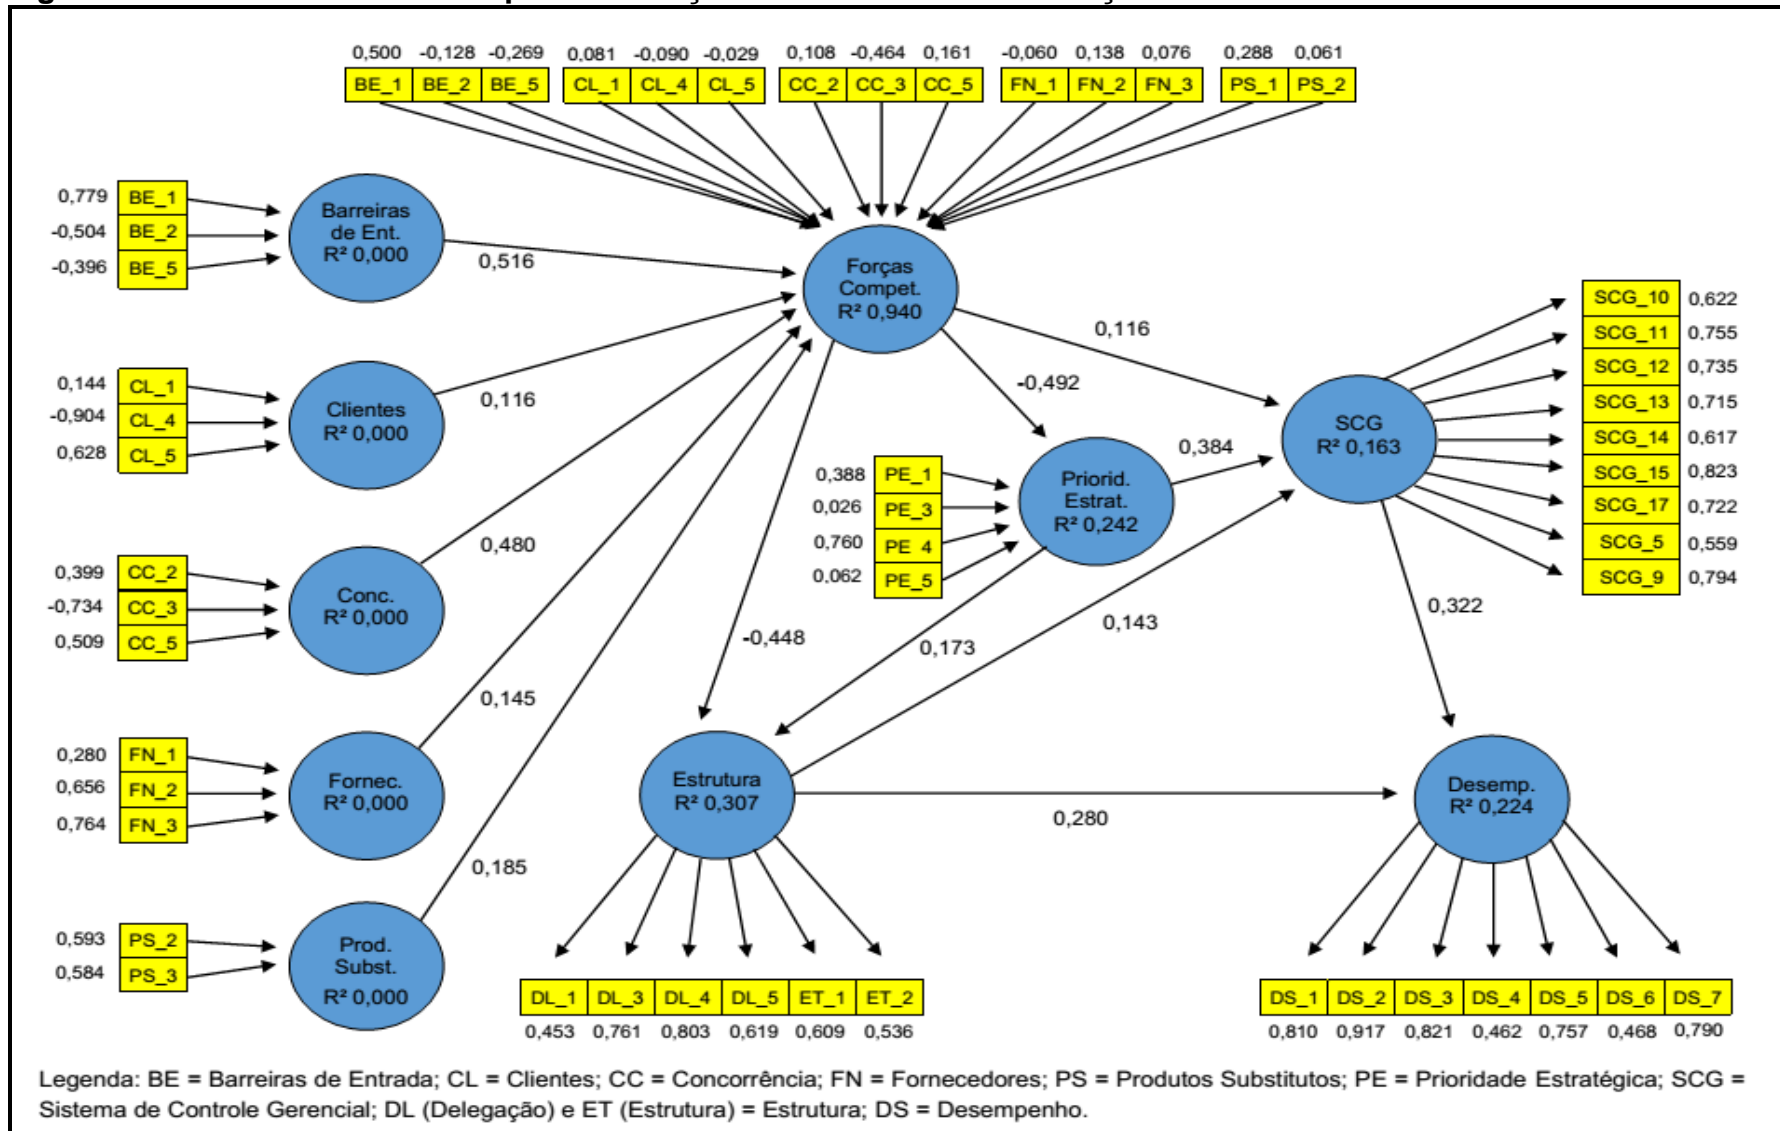 0,500 -0,128 -0,269 0,081 -0,090 -0,029 0,108 -0,464 0,161 -0,060 0,138 0,076 0,288 0,061
BE_1 BE_2 BE_5 CL_1 CL_4 CL_5 CC_2 CC_3 CC_5 FN_1 FN_2 FN_3 PS_1 PS_2
0,779 BE_1
-0,504 BE_2
-0,396 BE_5
Barreiras
de Ent.
R² 0,000
0,516
Forças
Compet.
R² 0,940
0,144 CL_1
-0,904 CL_4
0,628 CL_5
Clientes
R² 0,000
0,116
0,116
-0,492
SCG
R² 0,163
SCG_10 0,622
SCG_11 0,755
SCG_12 0,735
SCG_13 0,715
SCG_14 0,617
SCG_15 0,823
SCG_17 0,722
SCG_5 0,559
SCG_9 0,794
0,388 PE_1
0,026 PE_3
0,760 PE 4
0,062 PE_5
Priorid.
Estrat.
R² 0,242
0,384
0,399 CC_2
-0,734 CC_3
0,509 CC_5
Conc.
R² 0,000
0,480
-0,448
0,173
0,143
0,322
0,280 FN_1
0,656 FN_2
0,764 FN_3
Fornec.
R² 0,000
0,145
Estrutura
R² 0,307
0,280
Desemp.
R² 0,224
0,593 PS_2
0,584 PS_3
Prod.
Subst.
R² 0,000
0,185
DL_1 DL_3 DL_4 DL_5 ET_1 ET_2
0,453 0,761 0,803 0,619 0,609 0,536
DS_1 DS_2 DS_3 DS_4 DS_5 DS_6 DS_7
0,810 0,917 0,821 0,462 0,757 0,468 0,790
Legenda: BE = Barreiras de Entrada; CL = Clientes; CC = Concorrência; FN = Fornecedores; PS = Produtos Substitutos; PE = Prioridade Estratégica; SCG =
Sistema de Controle Gerencial; DL (Delegação) e ET (Estrutura) = Estrutura; DS = Desempenho.